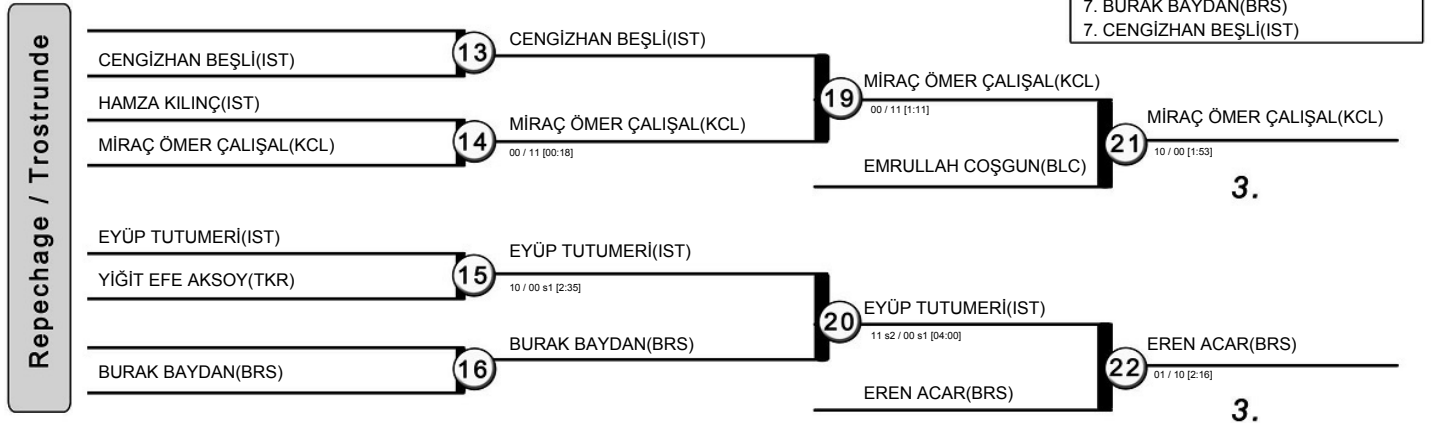 7. BURAK BAYDAN(BRS)
7. CENGİZHAN BEŞLİ(IST)
Repechage / Trostrunde
CENGİZHAN BEŞLİ(IST)
13
CENGİZHAN BEŞLİ(IST)
HAMZA KILINÇ(IST)
MİRAÇ ÖMER ÇALIŞAL(KCL)
14
MİRAÇ ÖMER ÇALIŞAL(KCL)
00 / 11 [00:18]
19
MİRAÇ ÖMER ÇALIŞAL(KCL)
00 / 11 [1:11]
EMRULLAH COŞGUN(BLC)
21
MİRAÇ ÖMER ÇALIŞAL(KCL)
10 / 00 [1:53]
3.
EYÜP TUTUMERİ(IST)
YİĞİT EFE AKSOY(TKR)
15
EYÜP TUTUMERİ(IST)
10 / 00 s1 [2:35]
BURAK BAYDAN(BRS)
16
BURAK BAYDAN(BRS)
20
EYÜP TUTUMERİ(IST)
11 s2 / 00 s1 [04:00]
EREN ACAR(BRS)
22
EREN ACAR(BRS)
01 / 10 [2:16]
3.